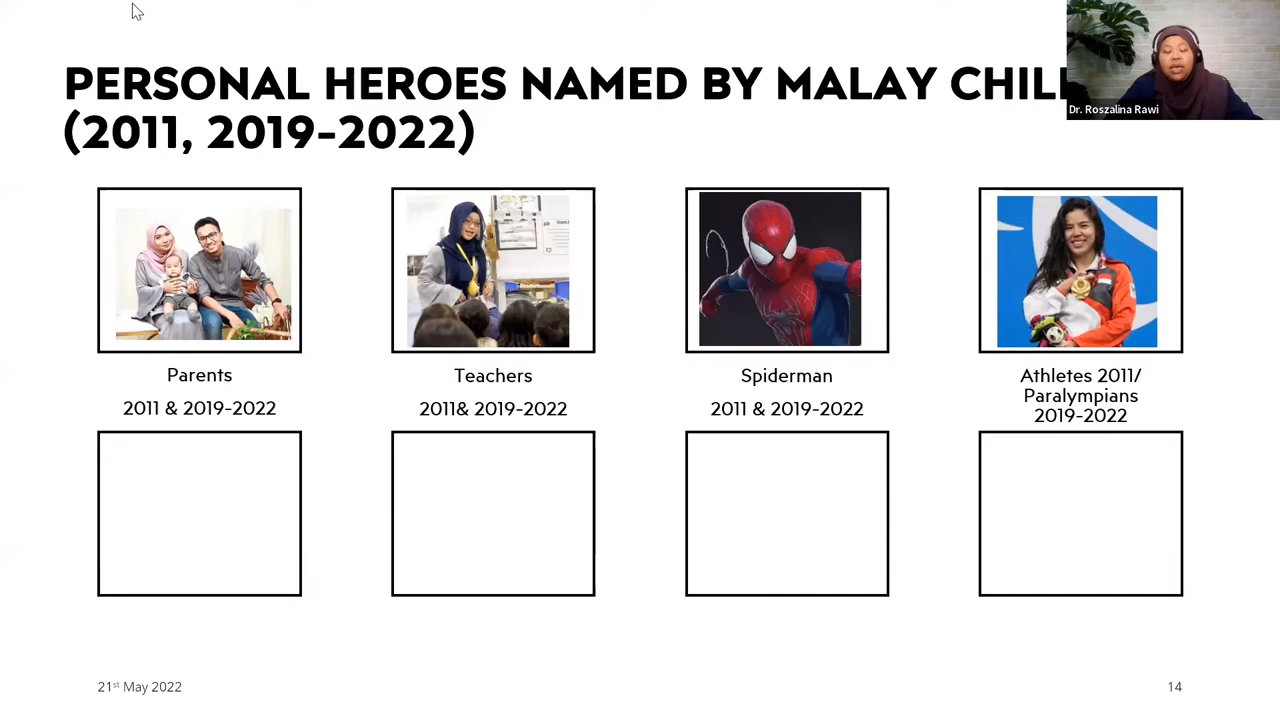 PERSONAL HEROES NAMED BY MALAY
(2011, 2019-2022)
Dr. Roszalina Rawi
Parents
2011 & 2019-2022
Teachers
2011& 2019-2022
Spiderman
2011 & 2019-2022
Athletes 2011/
Paralympians
2019-2022
21st May 2022
14